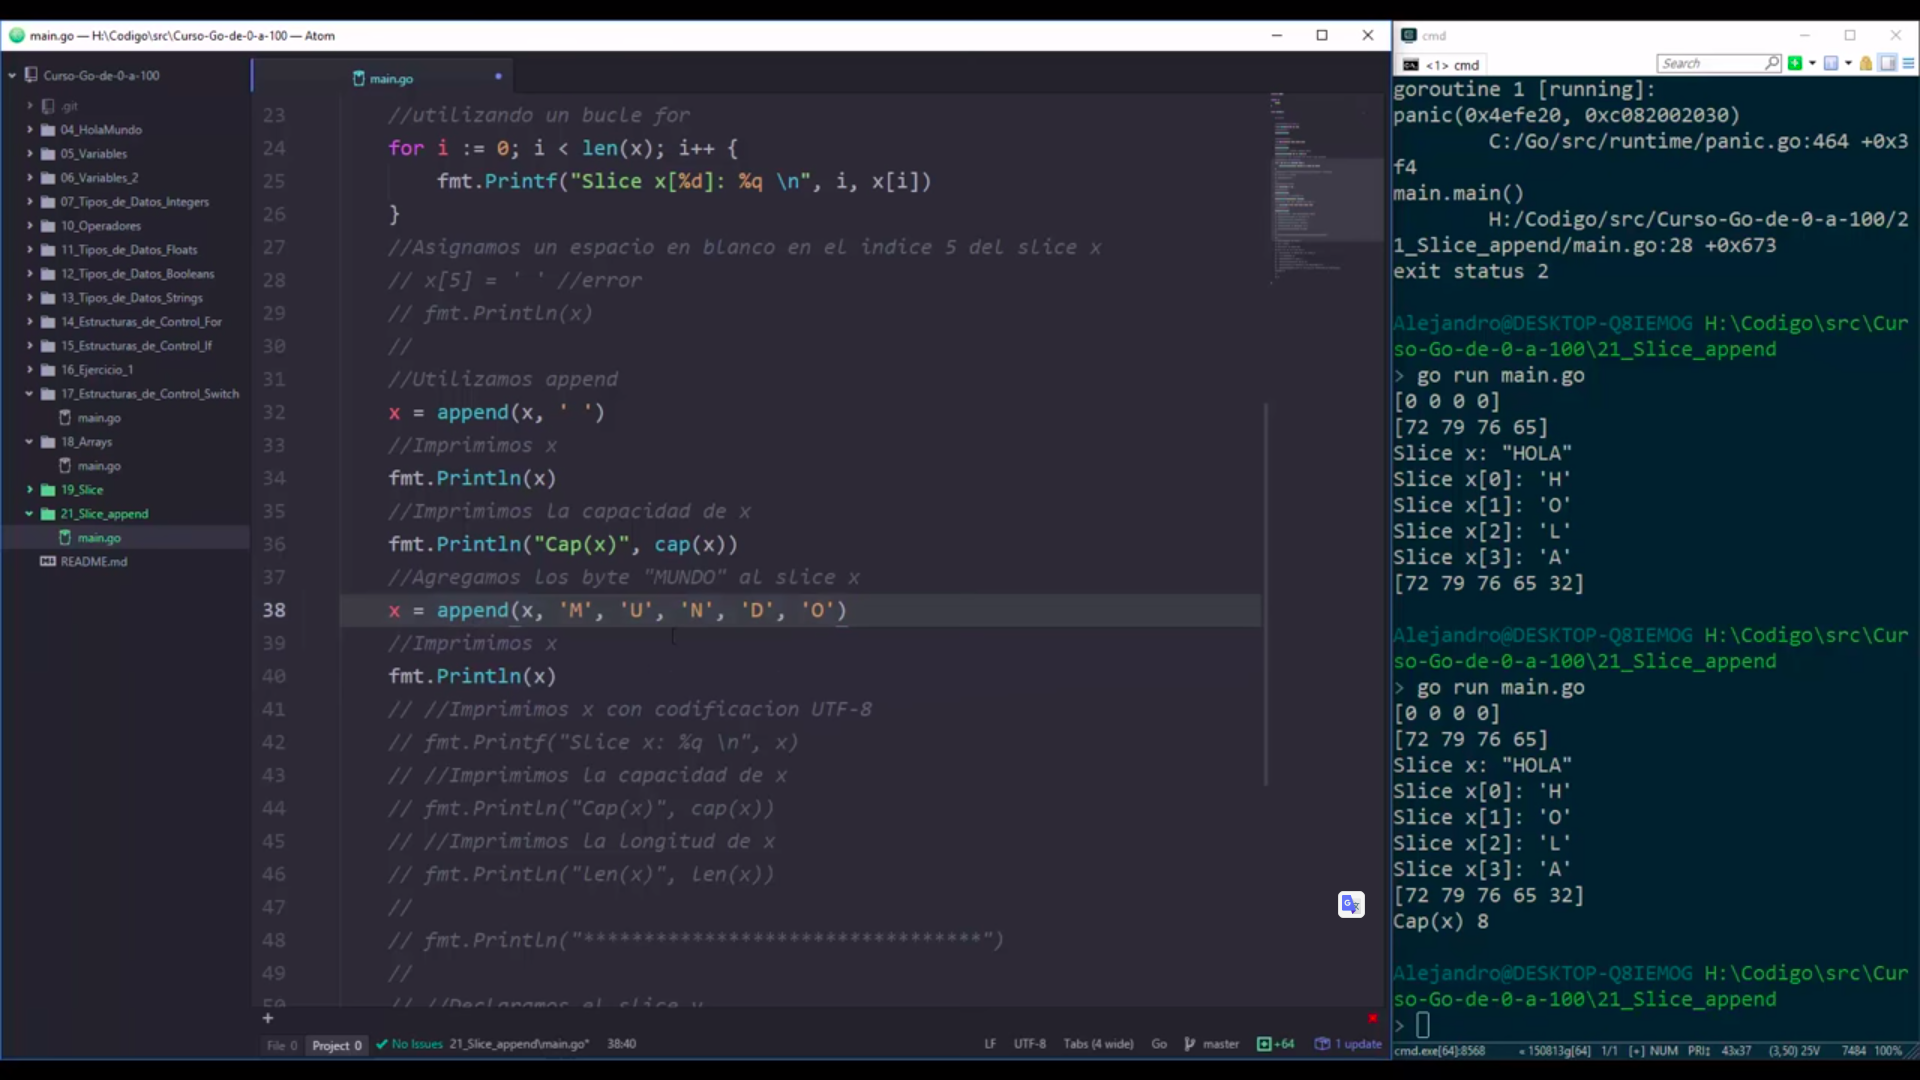 main.go — H:\Codigo\src\Curso-Go-de-0-a-100 — Atom
Curso-Go-de-0-a-100
.git
04_HolaMundo
05_Variables
06_Variables_2
07_Tipos_de_Datos_Integers
10_Operadores
11_Tipos_de_Datos_Floats
12_Tipos_de_Datos_Booleans
13_Tipos_de_Datos_Strings
14_Estructuras_de_Control_For
15_Estructuras_de_Control_If
16_Ejercicio_1
17_Estructuras_de_Control_Switch
main.go
18_Arrays
main.go
19_Slice
21_Slice_append
main.go
README.md
main.go
23 //utilizando un bucle for
24 for i := 0; i < len(x); i++ {
25 fmt.Printf("Slice x[%d]: %q \n", i, x[i])
26 }
27 //Asignamos un espacio en blanco en el indice 5 del slice x
28 // x[5] = ' ' //error
29 // fmt.Println(x)
30 //
31 //Utilizamos append
32 x = append(x, ' ')
33 //Imprimimos x
34 fmt.Println(x)
35 //Imprimimos la capacidad de x
36 fmt.Println("Cap(x)", cap(x))
37 //Agregamos los byte "MUNDO" al slice x
38 x = append(x, 'M', 'U', 'N', 'D', 'O')
39 //Imprimimos x
40 fmt.Println(x)
41 // //Imprimimos x con codificacion UTF-8
42 // fmt.Printf("Slice x: %q \n", x)
43 // //Imprimimos la capacidad de x
44 // fmt.Println("Cap(x)", cap(x))
45 // //Imprimimos la longitud de x
46 // fmt.Println("len(x)", len(x))
47 //
48 // fmt.Println("*********************************")
49 //
50 // //Declaramos el slice y
File 0 Project 0 No Issues 21_Slice_append\main.go* 38:40 LF UTF-8 Tabs (4 wide) Go master +64 1 update
cmd
<1> cmd
Search
goroutine 1 [running]:
panic(0x4efe20, 0xc082002030)
C:/Go/src/runtime/panic.go:464 +0x3
f4
main.main()
H:/Codigo/src/Curso-Go-de-0-a-100/2
1_Slice_append/main.go:28 +0x673
exit status 2
Alejandro@DESKTOP-Q8IEMOG H:\Codigo\src\Cur
so-Go-de-0-a-100\21_Slice_append
> go run main.go
[0 0 0 0]
[72 79 76 65]
Slice x: "HOLA"
Slice x[0]: 'H'
Slice x[1]: 'O'
Slice x[2]: 'L'
Slice x[3]: 'A'
[72 79 76 65 32]
Alejandro@DESKTOP-Q8IEMOG H:\Codigo\src\Cur
so-Go-de-0-a-100\21_Slice_append
> go run main.go
[0 0 0 0]
[72 79 76 65]
Slice x: "HOLA"
Slice x[0]: 'H'
Slice x[1]: 'O'
Slice x[2]: 'L'
Slice x[3]: 'A'
[72 79 76 65 32]
Cap(x) 8
Alejandro@DESKTOP-Q8IEMOG H:\Codigo\src\Cur
so-Go-de-0-a-100\21_Slice_append
>
cmd.exe[64]:8568 « 150813g[64] 1/1 [+] NUM PRI↕ 43x37 (3,50) 25V 7484 100%